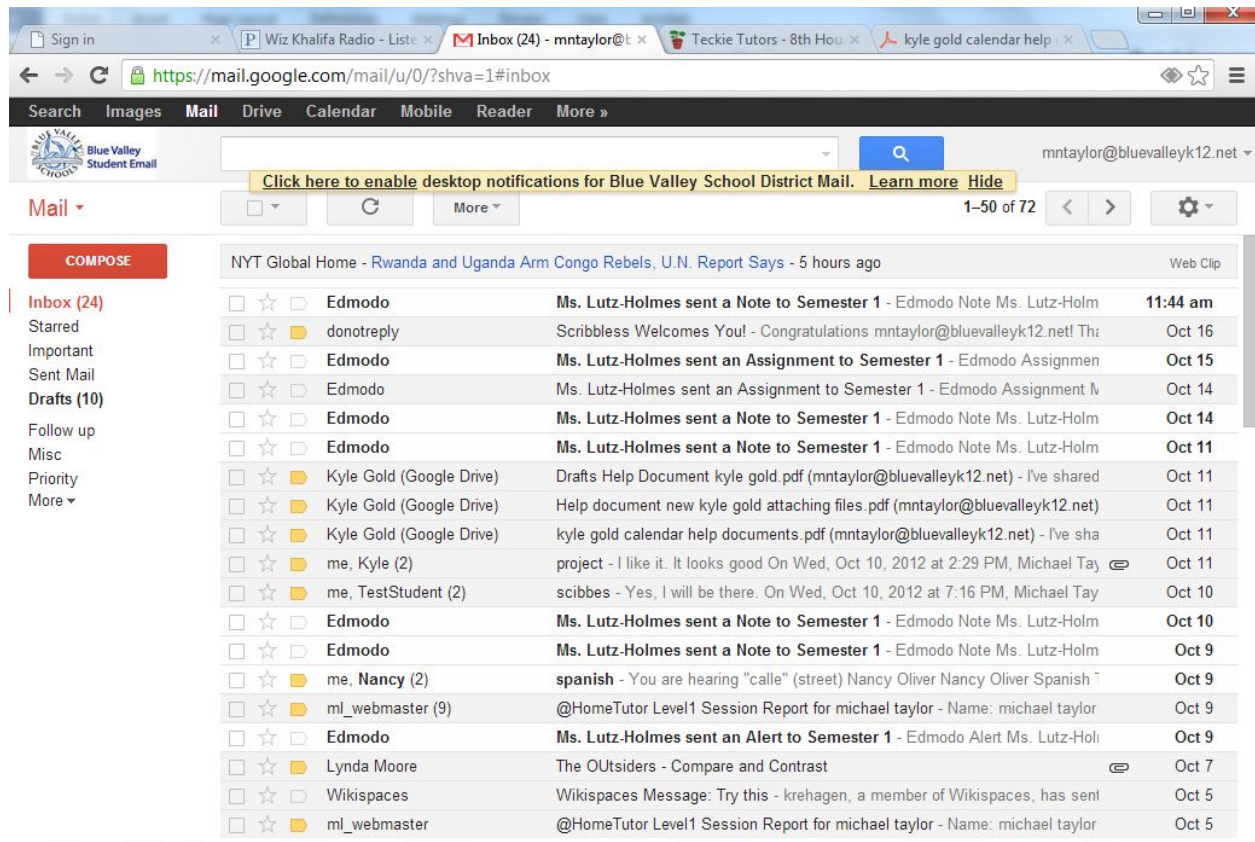 Sign in Wiz Khalifa Radio - Liste Inbox (24) - mntaylor@b Teckie Tutors - 8th Hou kyle gold calendar help
https://mail.google.com/mail/u/0/?shva=1#inbox
Search Images Mail Drive Calendar Mobile Reader More »
BLUE VALLEY SCHOOLS
Blue Valley
Student Email
mntaylor@bluevalleyk12.net
Click here to enable desktop notifications for Blue Valley School District Mail. Learn more Hide
Mail More 1–50 of 72
COMPOSE
Inbox (24)
Starred
Important
Sent Mail
Drafts (10)
Follow up
Misc
Priority
More
NYT Global Home - Rwanda and Uganda Arm Congo Rebels, U.N. Report Says - 5 hours ago Web Clip
Edmodo Ms. Lutz-Holmes sent a Note to Semester 1 - Edmodo Note Ms. Lutz-Holm 11:44 am
donotreply Scribbless Welcomes You! - Congratulations mntaylor@bluevalleyk12.net! Tha Oct 16
Edmodo Ms. Lutz-Holmes sent an Assignment to Semester 1 - Edmodo Assignmen Oct 15
Edmodo Ms. Lutz-Holmes sent an Assignment to Semester 1 - Edmodo Assignment M Oct 14
Edmodo Ms. Lutz-Holmes sent a Note to Semester 1 - Edmodo Note Ms. Lutz-Holm Oct 14
Edmodo Ms. Lutz-Holmes sent a Note to Semester 1 - Edmodo Note Ms. Lutz-Holm Oct 11
Kyle Gold (Google Drive) Drafts Help Document kyle gold.pdf (mntaylor@bluevalleyk12.net) - I've shared Oct 11
Kyle Gold (Google Drive) Help document new kyle gold attaching files.pdf (mntaylor@bluevalleyk12.net) Oct 11
Kyle Gold (Google Drive) kyle gold calendar help documents.pdf (mntaylor@bluevalleyk12.net) - I've sha Oct 11
me, Kyle (2) project - I like it. It looks good On Wed, Oct 10, 2012 at 2:29 PM, Michael Tay Oct 11
me, TestStudent (2) scibbes - Yes, I will be there. On Wed, Oct 10, 2012 at 7:16 PM, Michael Tay Oct 10
Edmodo Ms. Lutz-Holmes sent a Note to Semester 1 - Edmodo Note Ms. Lutz-Holm Oct 10
Edmodo Ms. Lutz-Holmes sent a Note to Semester 1 - Edmodo Note Ms. Lutz-Holm Oct 9
me, Nancy (2) spanish - You are hearing "calle" (street) Nancy Oliver Nancy Oliver Spanish T Oct 9
ml_webmaster (9) @HomeTutor Level1 Session Report for michael taylor - Name: michael taylor Oct 9
Edmodo Ms. Lutz-Holmes sent an Alert to Semester 1 - Edmodo Alert Ms. Lutz-Hol Oct 9
Lynda Moore The OUtsiders - Compare and Contrast Oct 7
Wikispaces Wikispaces Message: Try this - krehagen, a member of Wikispaces, has sent Oct 5
ml_webmaster @HomeTutor Level1 Session Report for michael taylor - Name: michael taylor Oct 5